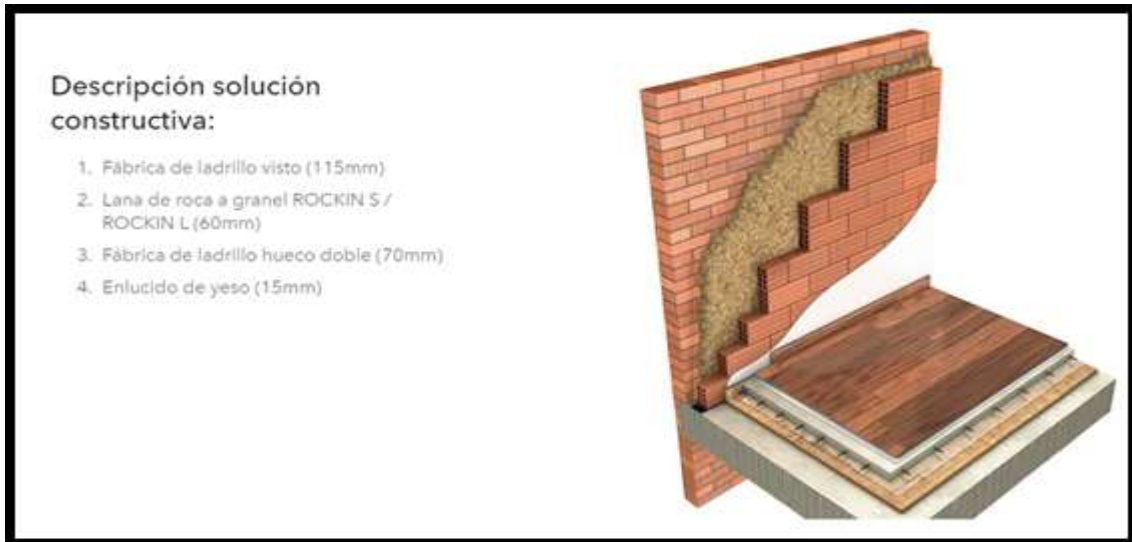 Descripción solución
constructiva:
1. Fábrica de ladrillo visto (115mm)
2. Lana de roca a granel ROCKIN S /
ROCKIN L (60mm)
3. Fábrica de ladrillo hueco doble (70mm)
4. Enlucido de yeso (15mm)